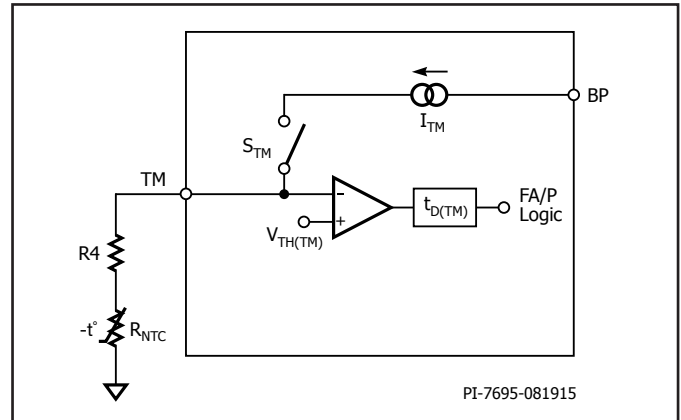 BP
I_TM
S_TM
TM
-
+
V_TH(TM)
t_D(TM)
FA/P
Logic
R4
-t°
R_NTC
PI-7695-081915